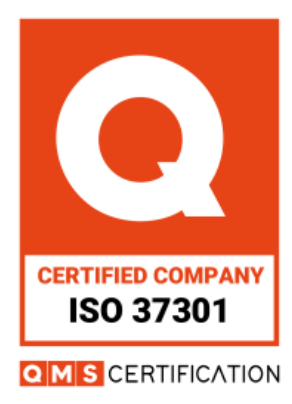 Q
CERTIFIED COMPANY
ISO 37301
QMS CERTIFICATION